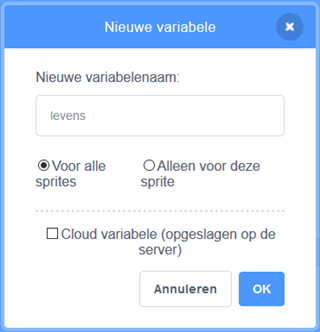 Nieuwe variabele
Nieuwe variabelenaam:
levens
Voor alle sprites
Alleen voor deze sprite
Cloud variabele (opgeslagen op de
server)
Annuleren OK